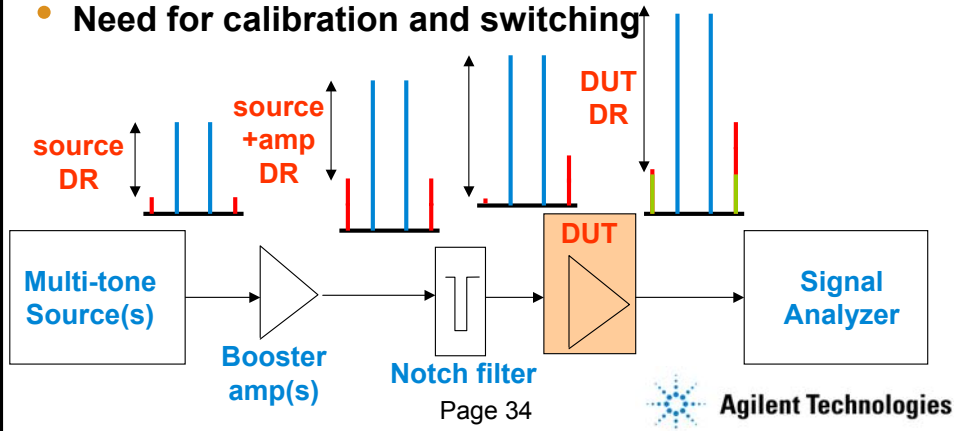 • Need for calibration and switching
source
DR
source
+amp
DR
DUT
DR
Multi-tone
Source(s)
Booster
amp(s)
Notch filter
DUT
Signal
Analyzer
Page 34
Agilent Technologies